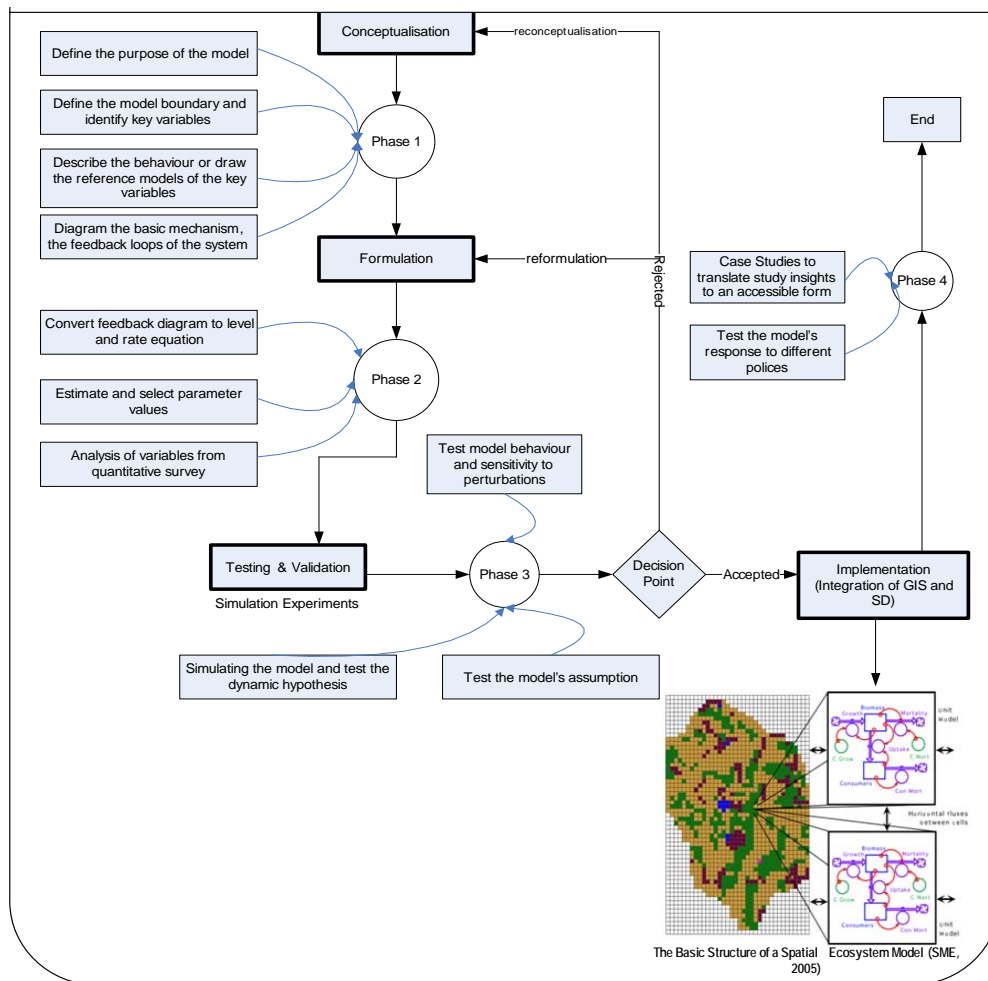 Conceptualisation
reconceptualisation
Define the purpose of the model
Define the model boundary and
identify key variables
Phase 1
End
Describe the behaviour or draw
the reference models of the key
variables
Diagram the basic mechanism,
the feedback loops of the system
Formulation
reformulation
Rejected
Case Studies to
translate study insights
to an accessible form
Phase 4
Test the model's
response to different
polices
Convert feedback diagram to level
and rate equation
Phase 2
Estimate and select parameter
values
Analysis of variables from
quantitative survey
Test model behaviour
and sensitivity to
perturbations
Testing & Validation
Simulation Experiments
Phase 3
Decision
Point
Accepted
Implementation
(Integration of GIS and
SD)
Simulating the model and test the
dynamic hypothesis
Test the model's assumption
Biomass
Growth
Mortality
Unit
Model
Uptake
C Grow
C Mort
Consumers
Con Mort
Horizontal fluxes
between cells
Biomass
Growth
Mortality
Uptake
C Grow
C Mort
Consumers
Con Mort
Unit
Model
The Basic Structure of a Spatial Ecosystem Model (SME,
2005)